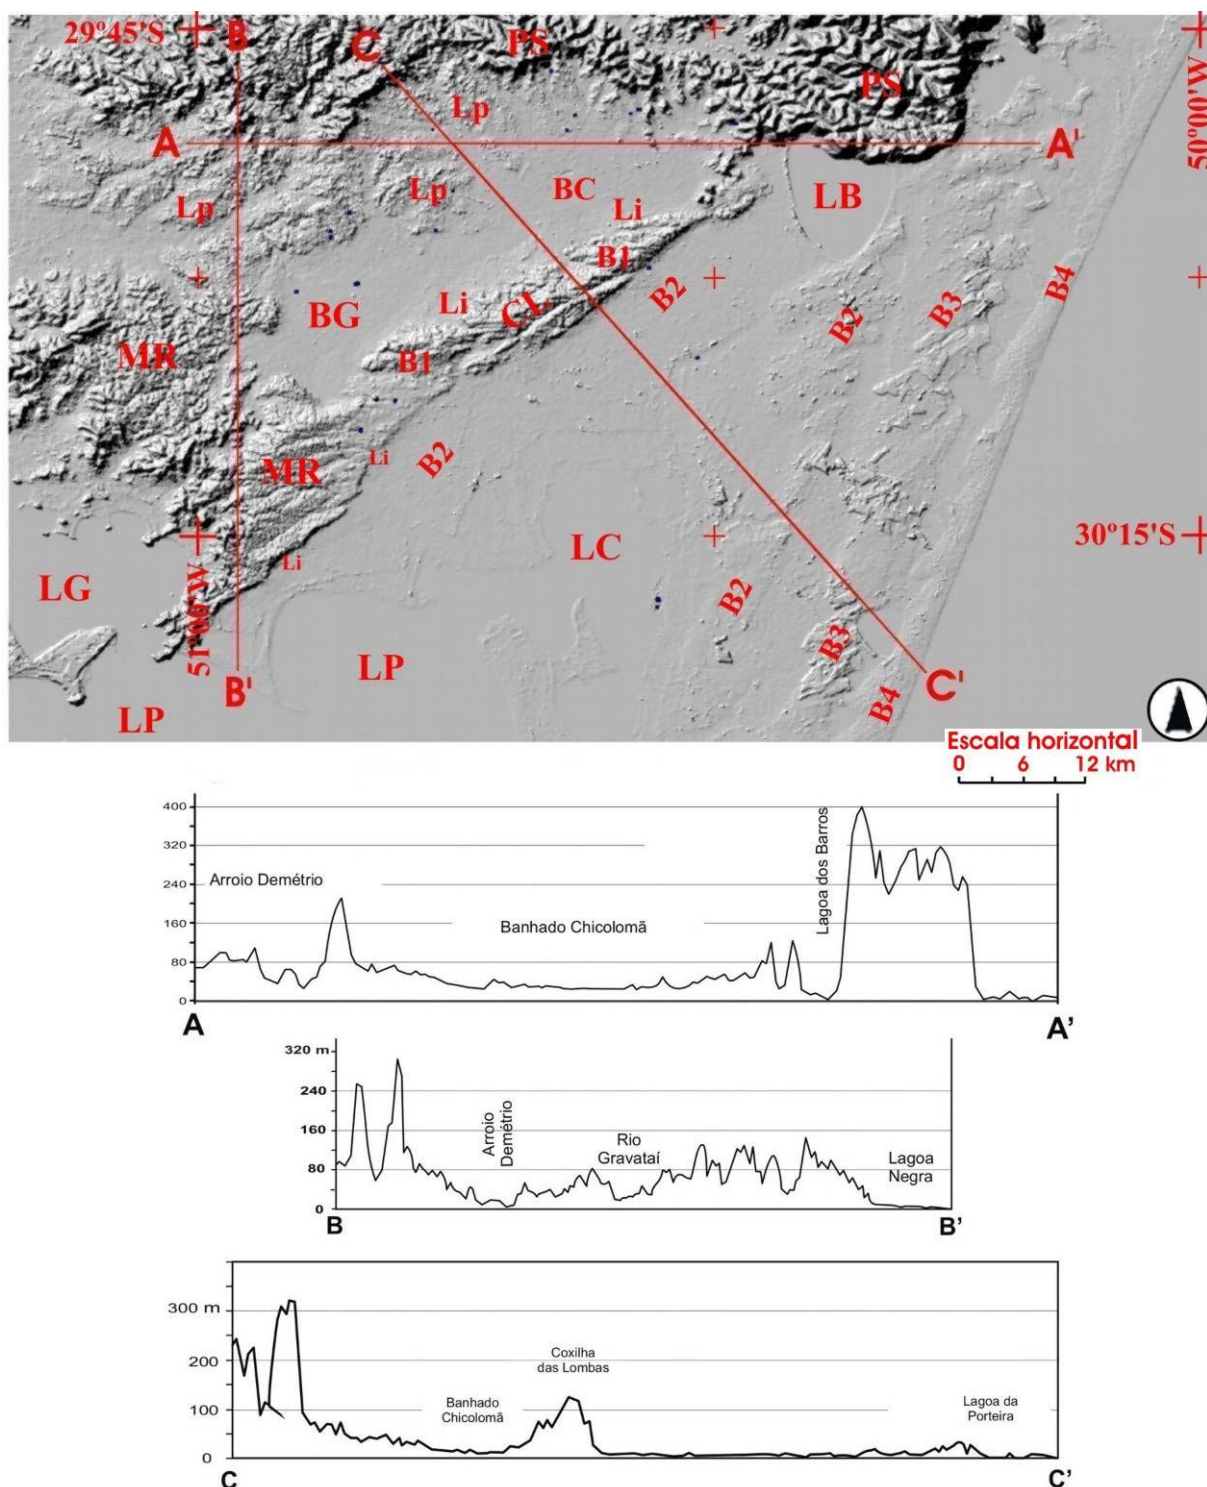 29º45'S
B
C
PS
50º00'W
PS
Lp
A
A'
Lp
Lp
BC
Li
LB
B1
B2
B4
Li
CL
BG
B2
B3
MR
B1
B2
MR
Li
30º15'S
LC
Li
LG
51º00'W
B2
B3
LP
B'
C'
B4
LP
Escala horizontal
0 6 12 km
400
320
240
160
80
0
Arroio Demétrio
Banhado Chicolomã
Lagoa dos Barros
A
A’
320 m
240
160
80
0
Arroio
Demétrio
Rio
Gravataí
Lagoa
Negra
B
B’
300 m
200
100
0
Banhado
Chicolomã
Coxilha
das Lombas
Lagoa da
Porteira
C
C’